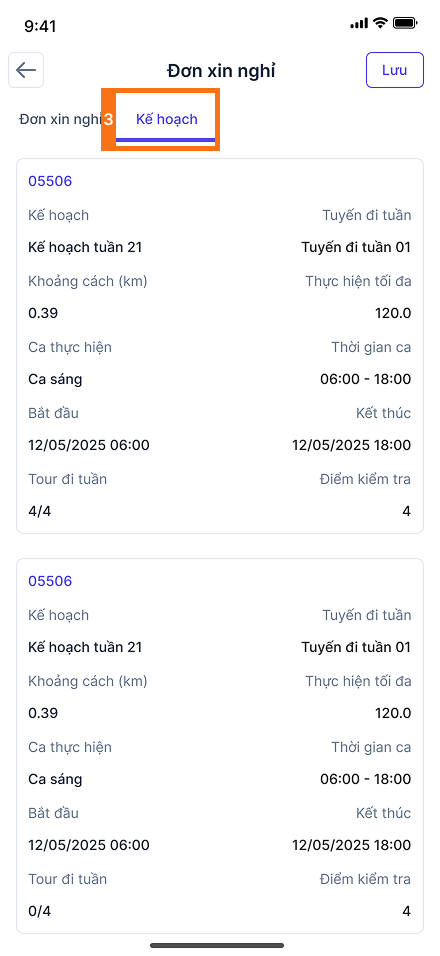 9:41
Đơn xin nghỉ
Lưu
Đơn xin nghỉ 3 Kế hoạch
05506
Kế hoạch Tuyến đi tuần
Kế hoạch tuần 21 Tuyến đi tuần 01
Khoảng cách (km) Thực hiện tối đa
0.39 120.0
Ca thực hiện Thời gian ca
Ca sáng 06:00 - 18:00
Bắt đầu Kết thúc
12/05/2025 06:00 12/05/2025 18:00
Tour đi tuần Điểm kiểm tra
4/4 4
05506
Kế hoạch Tuyến đi tuần
Kế hoạch tuần 21 Tuyến đi tuần 01
Khoảng cách (km) Thực hiện tối đa
0.39 120.0
Ca thực hiện Thời gian ca
Ca sáng 06:00 - 18:00
Bắt đầu Kết thúc
12/05/2025 06:00 12/05/2025 18:00
Tour đi tuần Điểm kiểm tra
0/4 4